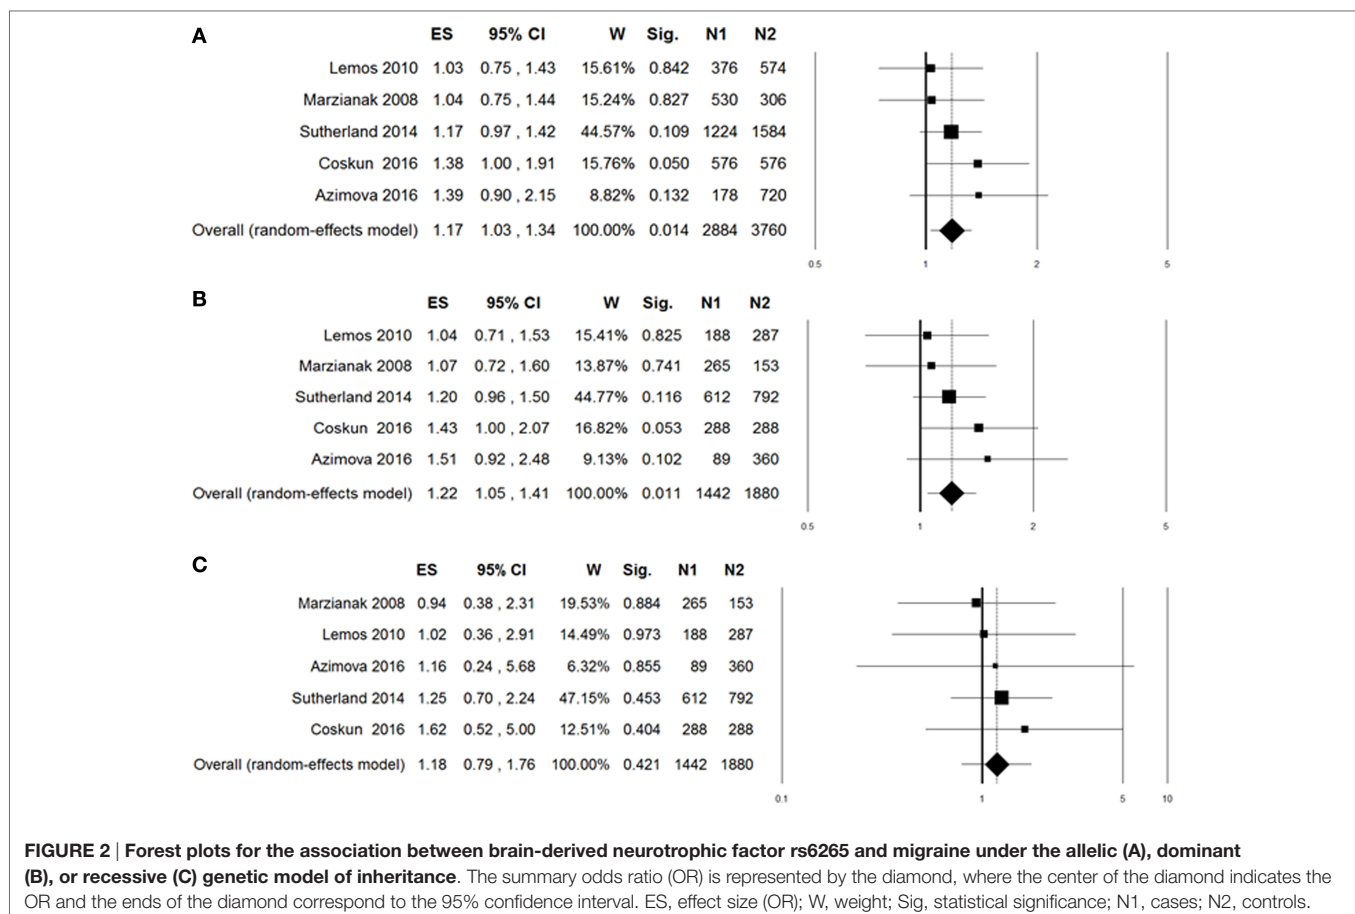 A
ES 95% CI W Sig. N1 N2
Lemos 2010 1.03 0.75 , 1.43 15.61% 0.842 376 574
Marzianak 2008 1.04 0.75 , 1.44 15.24% 0.827 530 306
Sutherland 2014 1.17 0.97 , 1.42 44.57% 0.109 1224 1584
Coskun 2016 1.38 1.00 , 1.91 15.76% 0.050 576 576
Azimova 2016 1.39 0.90 , 2.15 8.82% 0.132 178 720
Overall (random-effects model) 1.17 1.03 , 1.34 100.00% 0.014 2884 3760
0.5 1 2 5
B
ES 95% CI W Sig. N1 N2
Lemos 2010 1.04 0.71 , 1.53 15.41% 0.825 188 287
Marzianak 2008 1.07 0.72 , 1.60 13.87% 0.741 265 153
Sutherland 2014 1.20 0.96 , 1.50 44.77% 0.116 612 792
Coskun 2016 1.43 1.00 , 2.07 16.82% 0.053 288 288
Azimova 2016 1.51 0.92 , 2.48 9.13% 0.102 89 360
Overall (random-effects model) 1.22 1.05 , 1.41 100.00% 0.011 1442 1880
0.5 1 2 5
C
ES 95% CI W Sig. N1 N2
Marzianak 2008 0.94 0.38 , 2.31 19.53% 0.884 265 153
Lemos 2010 1.02 0.36 , 2.91 14.49% 0.973 188 287
Azimova 2016 1.16 0.24 , 5.68 6.32% 0.855 89 360
Sutherland 2014 1.25 0.70 , 2.24 47.15% 0.453 612 792
Coskun 2016 1.62 0.52 , 5.00 12.51% 0.404 288 288
Overall (random-effects model) 1.18 0.79 , 1.76 100.00% 0.421 1442 1880
0.1 1 5 10
FIGURE 2 | Forest plots for the association between brain-derived neurotrophic factor rs6265 and migraine under the allelic (A), dominant
(B), or recessive (C) genetic model of inheritance. The summary odds ratio (OR) is represented by the diamond, where the center of the diamond indicates the
OR and the ends of the diamond correspond to the 95% confidence interval. ES, effect size (OR); W, weight; Sig, statistical significance; N1, cases; N2, controls.